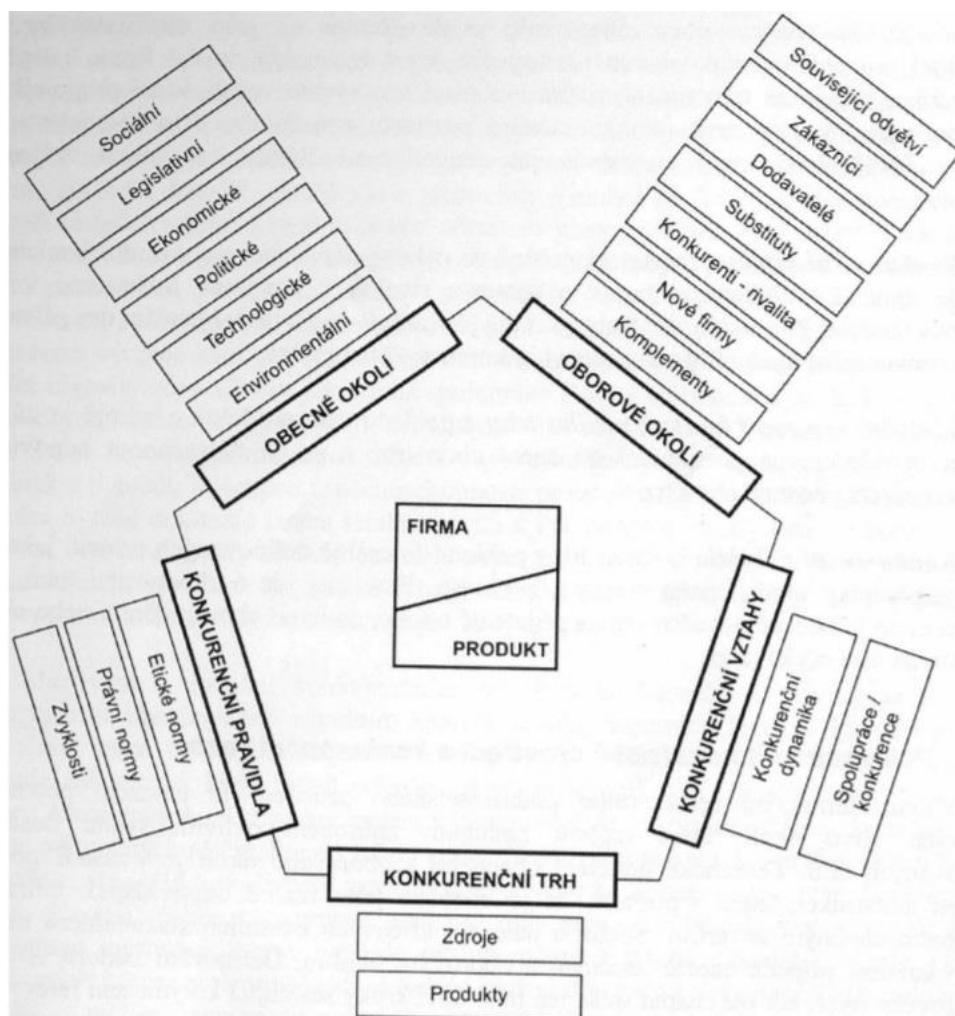 Sociální
Legislativní
Ekonomické
Politické
Technologické
Environmentální
OBECNÉ OKOLÍ
Související odvětví
Zákazníci
Dodavatelé
Substituty
Konkurenti - rivalita
Nové firmy
Komplementy
OBOROVÉ OKOLÍ
FIRMA
PRODUKT
Zvyklosti
Právní normy
Etické normy
KONKURENČNÍ PRAVIDLA
KONKURENČNÍ VZTAHY
Konkurenční
dynamika
Spolupráce /
konkurence
KONKURENČNÍ TRH
Zdroje
Produkty